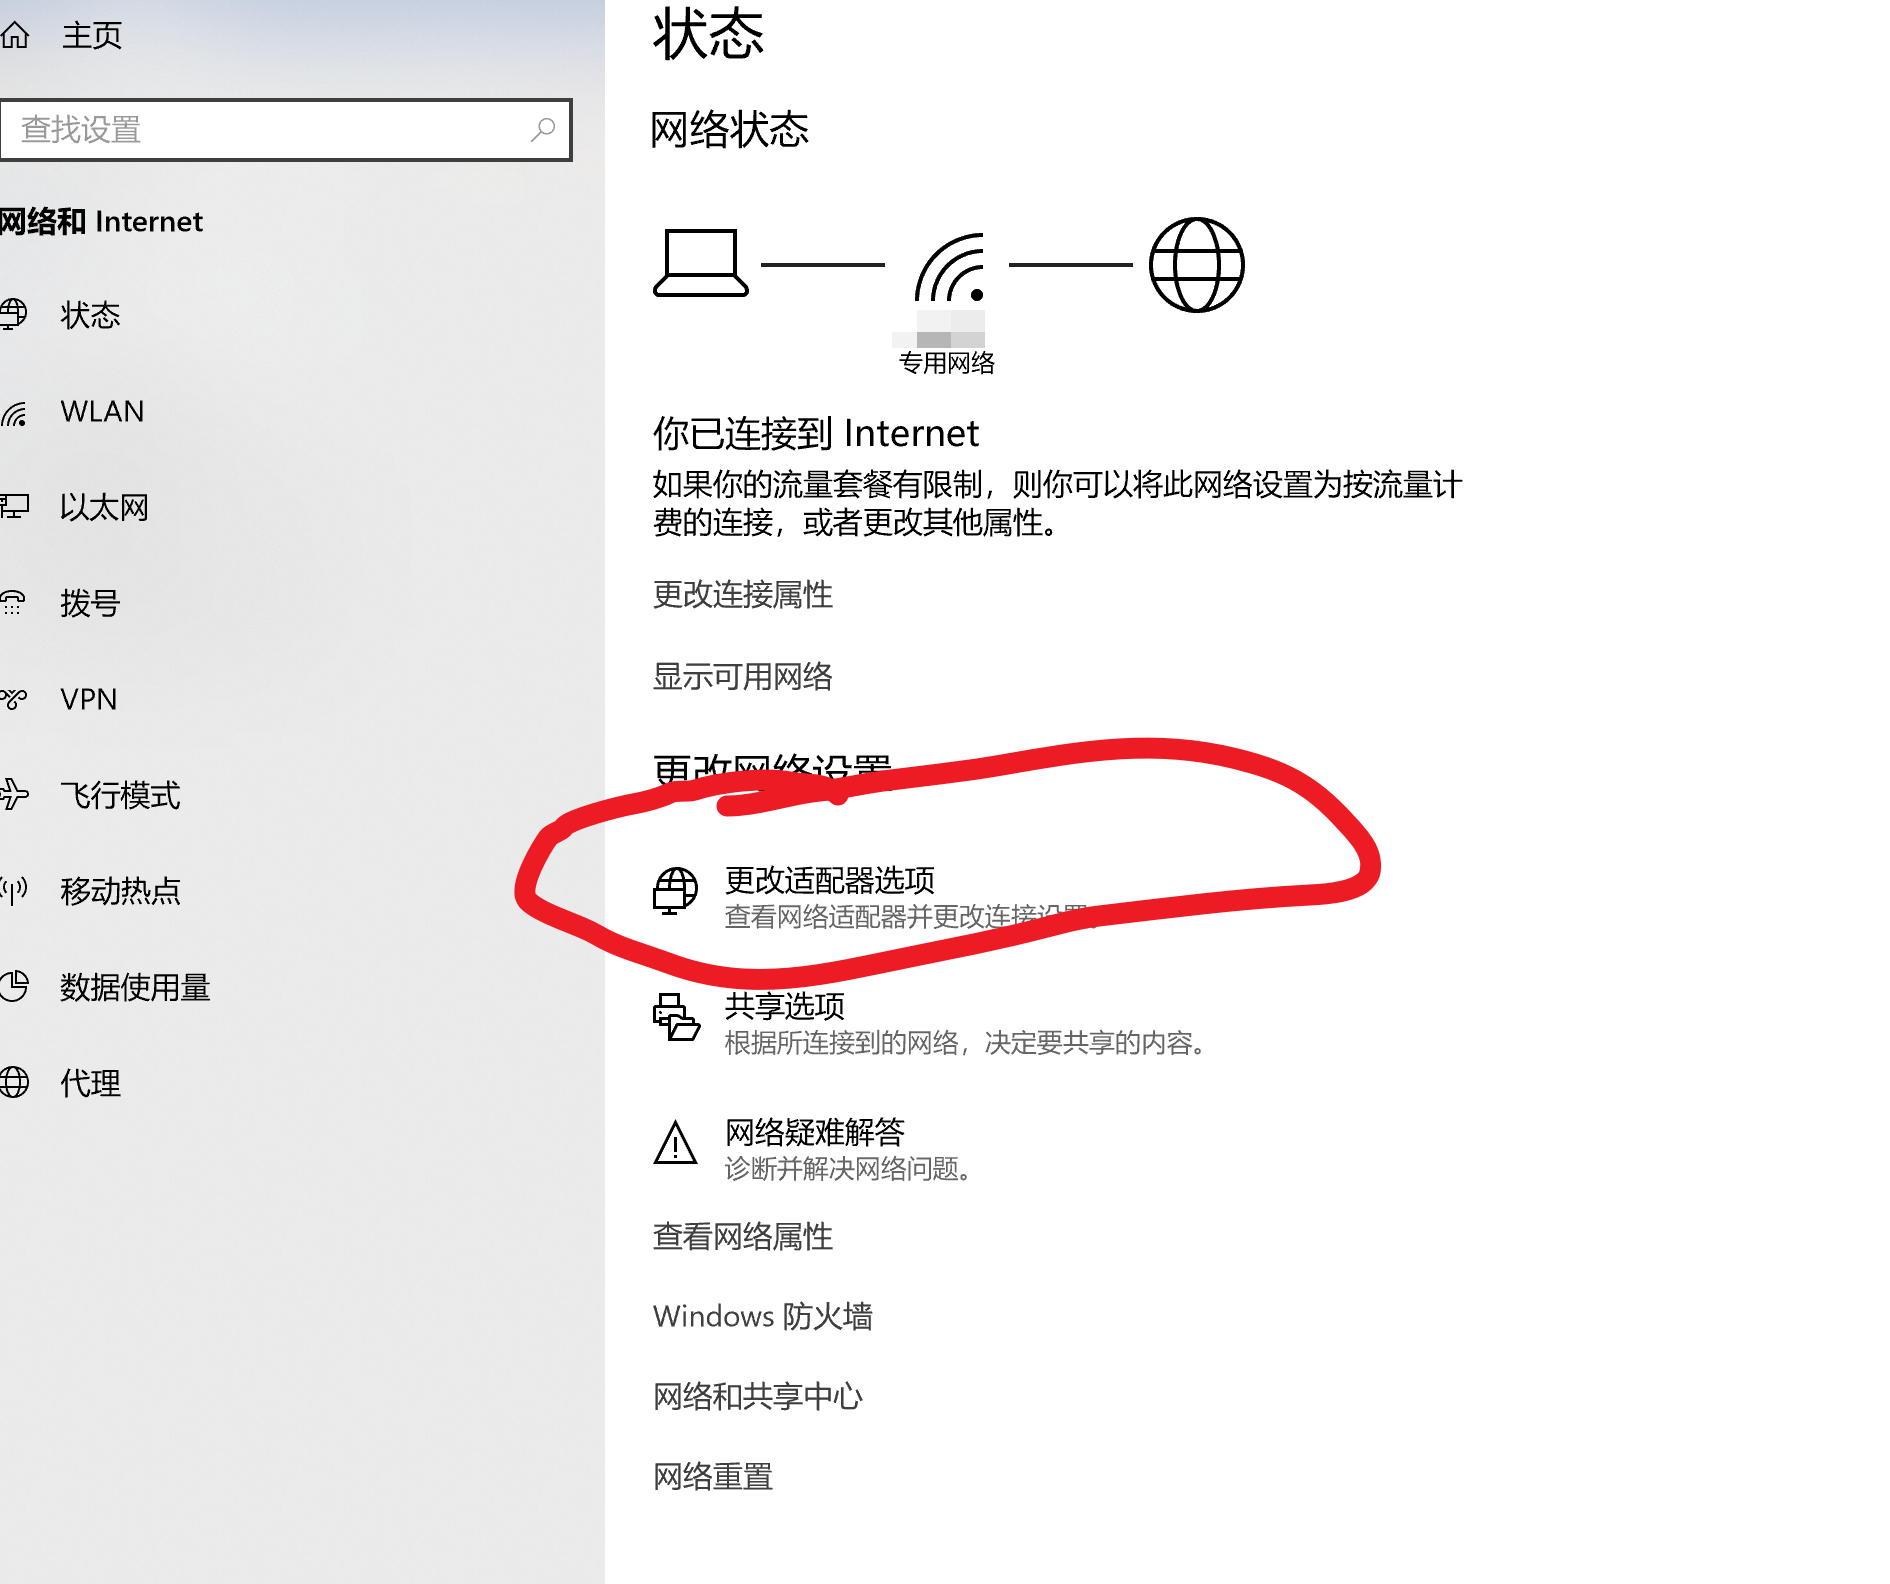 主页
查找设置
网络和 Internet
状态
WLAN
以太网
拨号
VPN
飞行模式
移动热点
数据使用量
代理
状态
网络状态
专用网络
你已连接到 Internet
如果你的流量套餐有限制，则你可以将此网络设置为按流量计
费的连接，或者更改其他属性。
更改连接属性
显示可用网络
更改网络设置
更改适配器选项
查看网络适配器并更改连接设置。
共享选项
根据所连接到的网络，决定要共享的内容。
网络疑难解答
诊断并解决网络问题。
查看网络属性
Windows 防火墙
网络和共享中心
网络重置